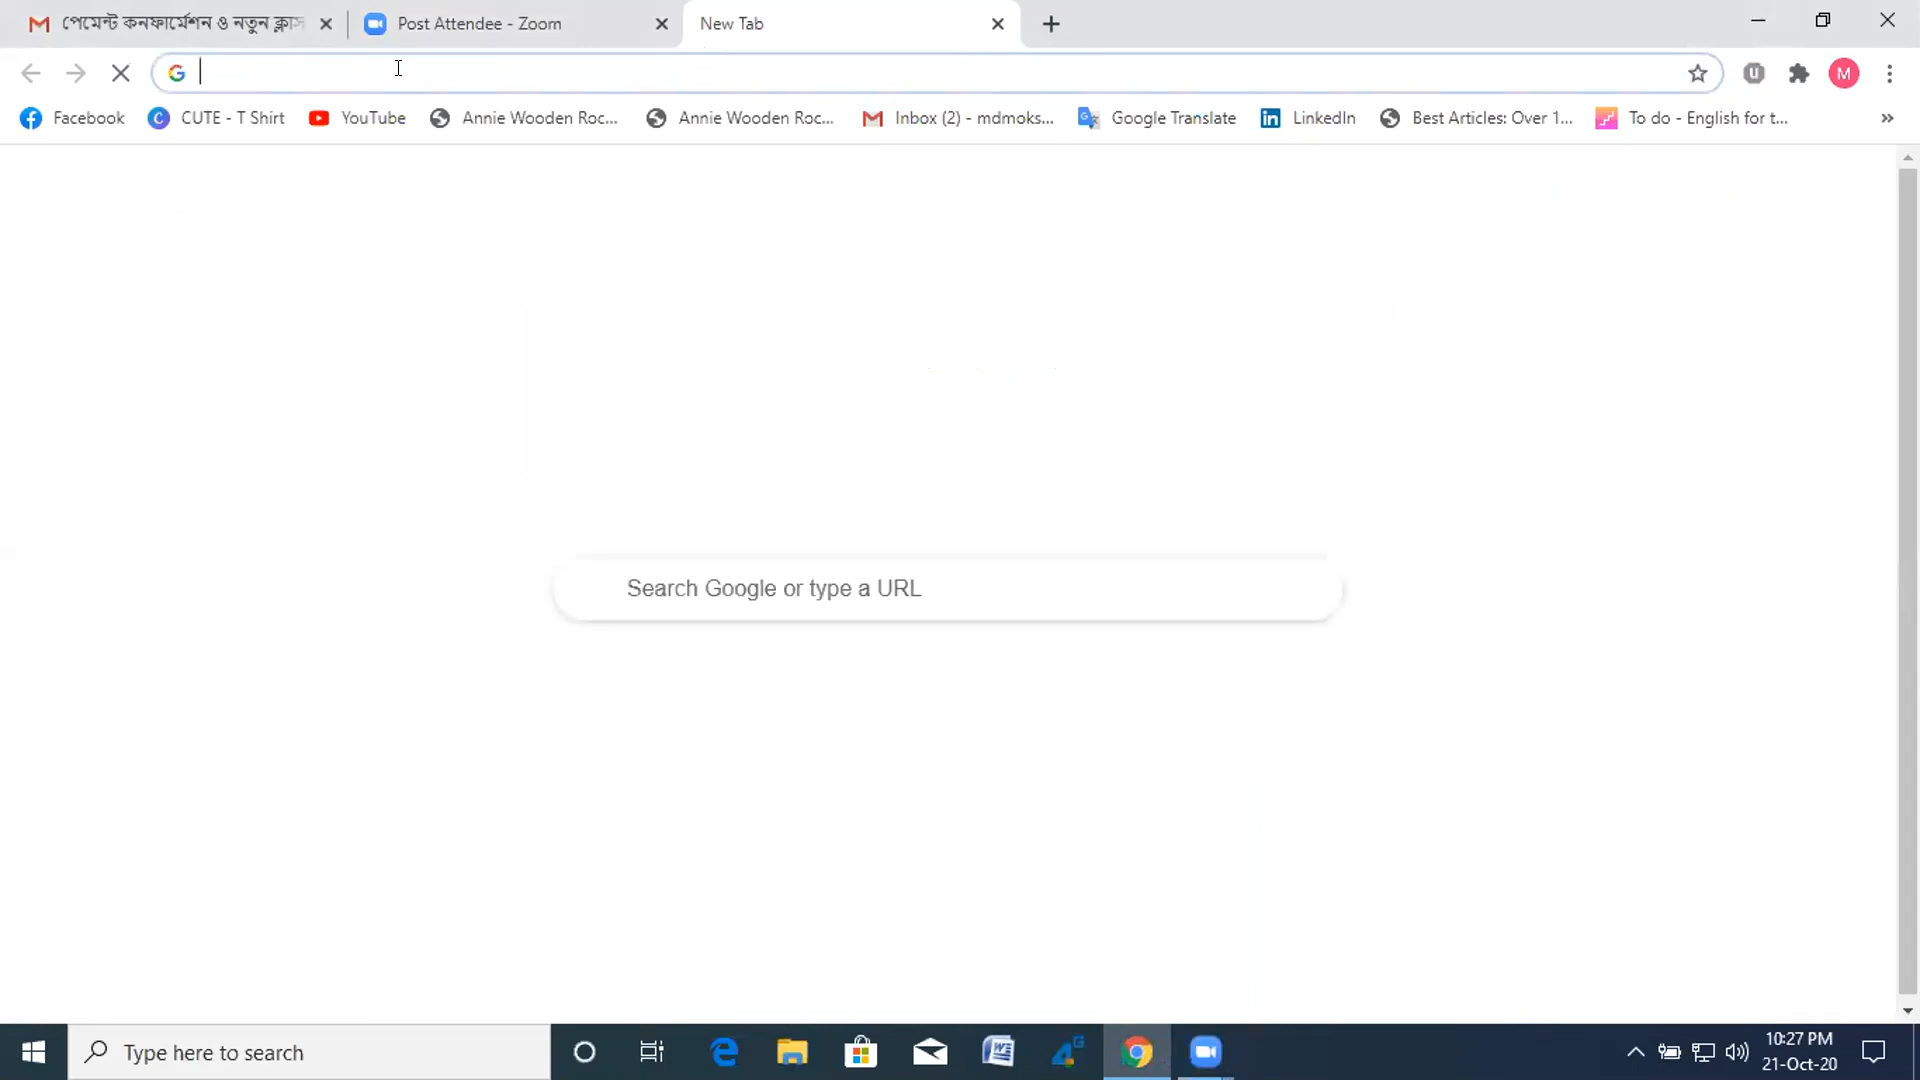 পেমেন্ট কনফার্মেশন ও নতুন ক্লাস
Post Attendee - Zoom
New Tab
M
Facebook
CUTE - T Shirt
YouTube
Annie Wooden Roc...
Annie Wooden Roc...
Inbox (2) - mdmoks...
Google Translate
LinkedIn
Best Articles: Over 1...
To do - English for t...
Search Google or type a URL
Type here to search
10:27 PM
21-Oct-20